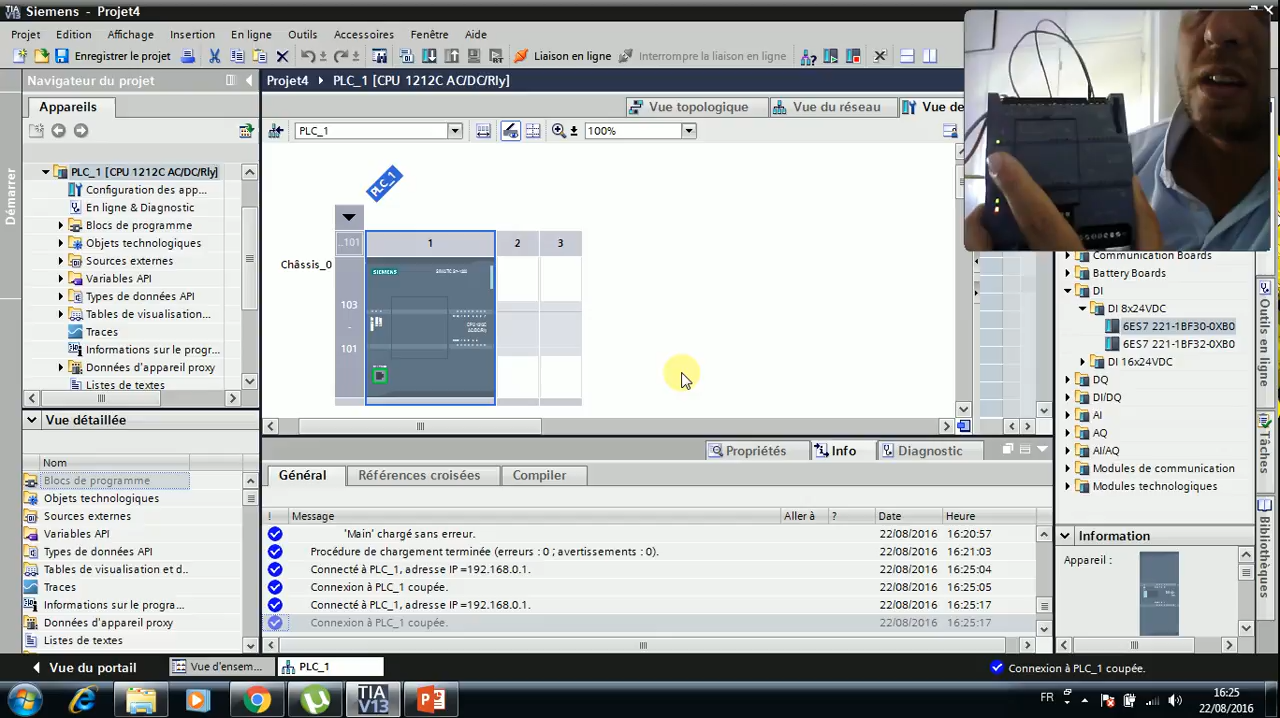 Siemens - Projet4
Projet Edition Affichage Insertion En ligne Outils Accessoires Fenêtre Aide
Enregistrer le projet Liaison en ligne Interrompre la liaison en ligne
Navigateur du projet
Projet4 PLC_1 [CPU 1212C AC/DC/Rly]
Appareils
Vue topologique Vue du réseau Vue de
PLC_1 100%
Démarrer
PLC_1 [CPU 1212C AC/DC/Rly]
Configuration des app...
En ligne & Diagnostic
Blocs de programme
Objets technologiques
Sources externes
Variables API
Types de données API
Tables de visualisation...
Traces
Informations sur le progr...
Données d'appareil proxy
Listes de textes
PLC_1
...101 1 2 3
Châssis_0
SIEMENS
103
-
101
Communication Boards
Battery Boards
DI
DI 8x24VDC
6ES7 221-1BF30-0XB0
6ES7 221-1BF32-0XB0
DI 16x24VDC
DQ
DI/DQ
AI
AQ
AI/AQ
Modules de communication
Modules technologiques
Outils en ligne
Tâches
Bibliothèques
Information
Appareil :
Vue détaillée
Nom
Blocs de programme
Objets technologiques
Sources externes
Variables API
Types de données API
Tables de visualisation et d..
Traces
Informations sur le progra...
Données d'appareil proxy
Listes de textes
Propriétés Info Diagnostic
Général Références croisées Compiler
! Message Aller à ? Date Heure
'Main' chargé sans erreur. 22/08/2016 16:20:57
Procédure de chargement terminée (erreurs : 0 ; avertissements : 0). 22/08/2016 16:21:03
Connecté à PLC_1, adresse IP =192.168.0.1. 22/08/2016 16:25:04
Connexion à PLC_1 coupée. 22/08/2016 16:25:05
Connecté à PLC_1, adresse IP =192.168.0.1. 22/08/2016 16:25:17
Connexion à PLC_1 coupée. 22/08/2016 16:25:17
Vue du portail Vue d'ensem... PLC_1 Connexion à PLC_1 coupée.
TIA V13 FR 16:25
22/08/2016